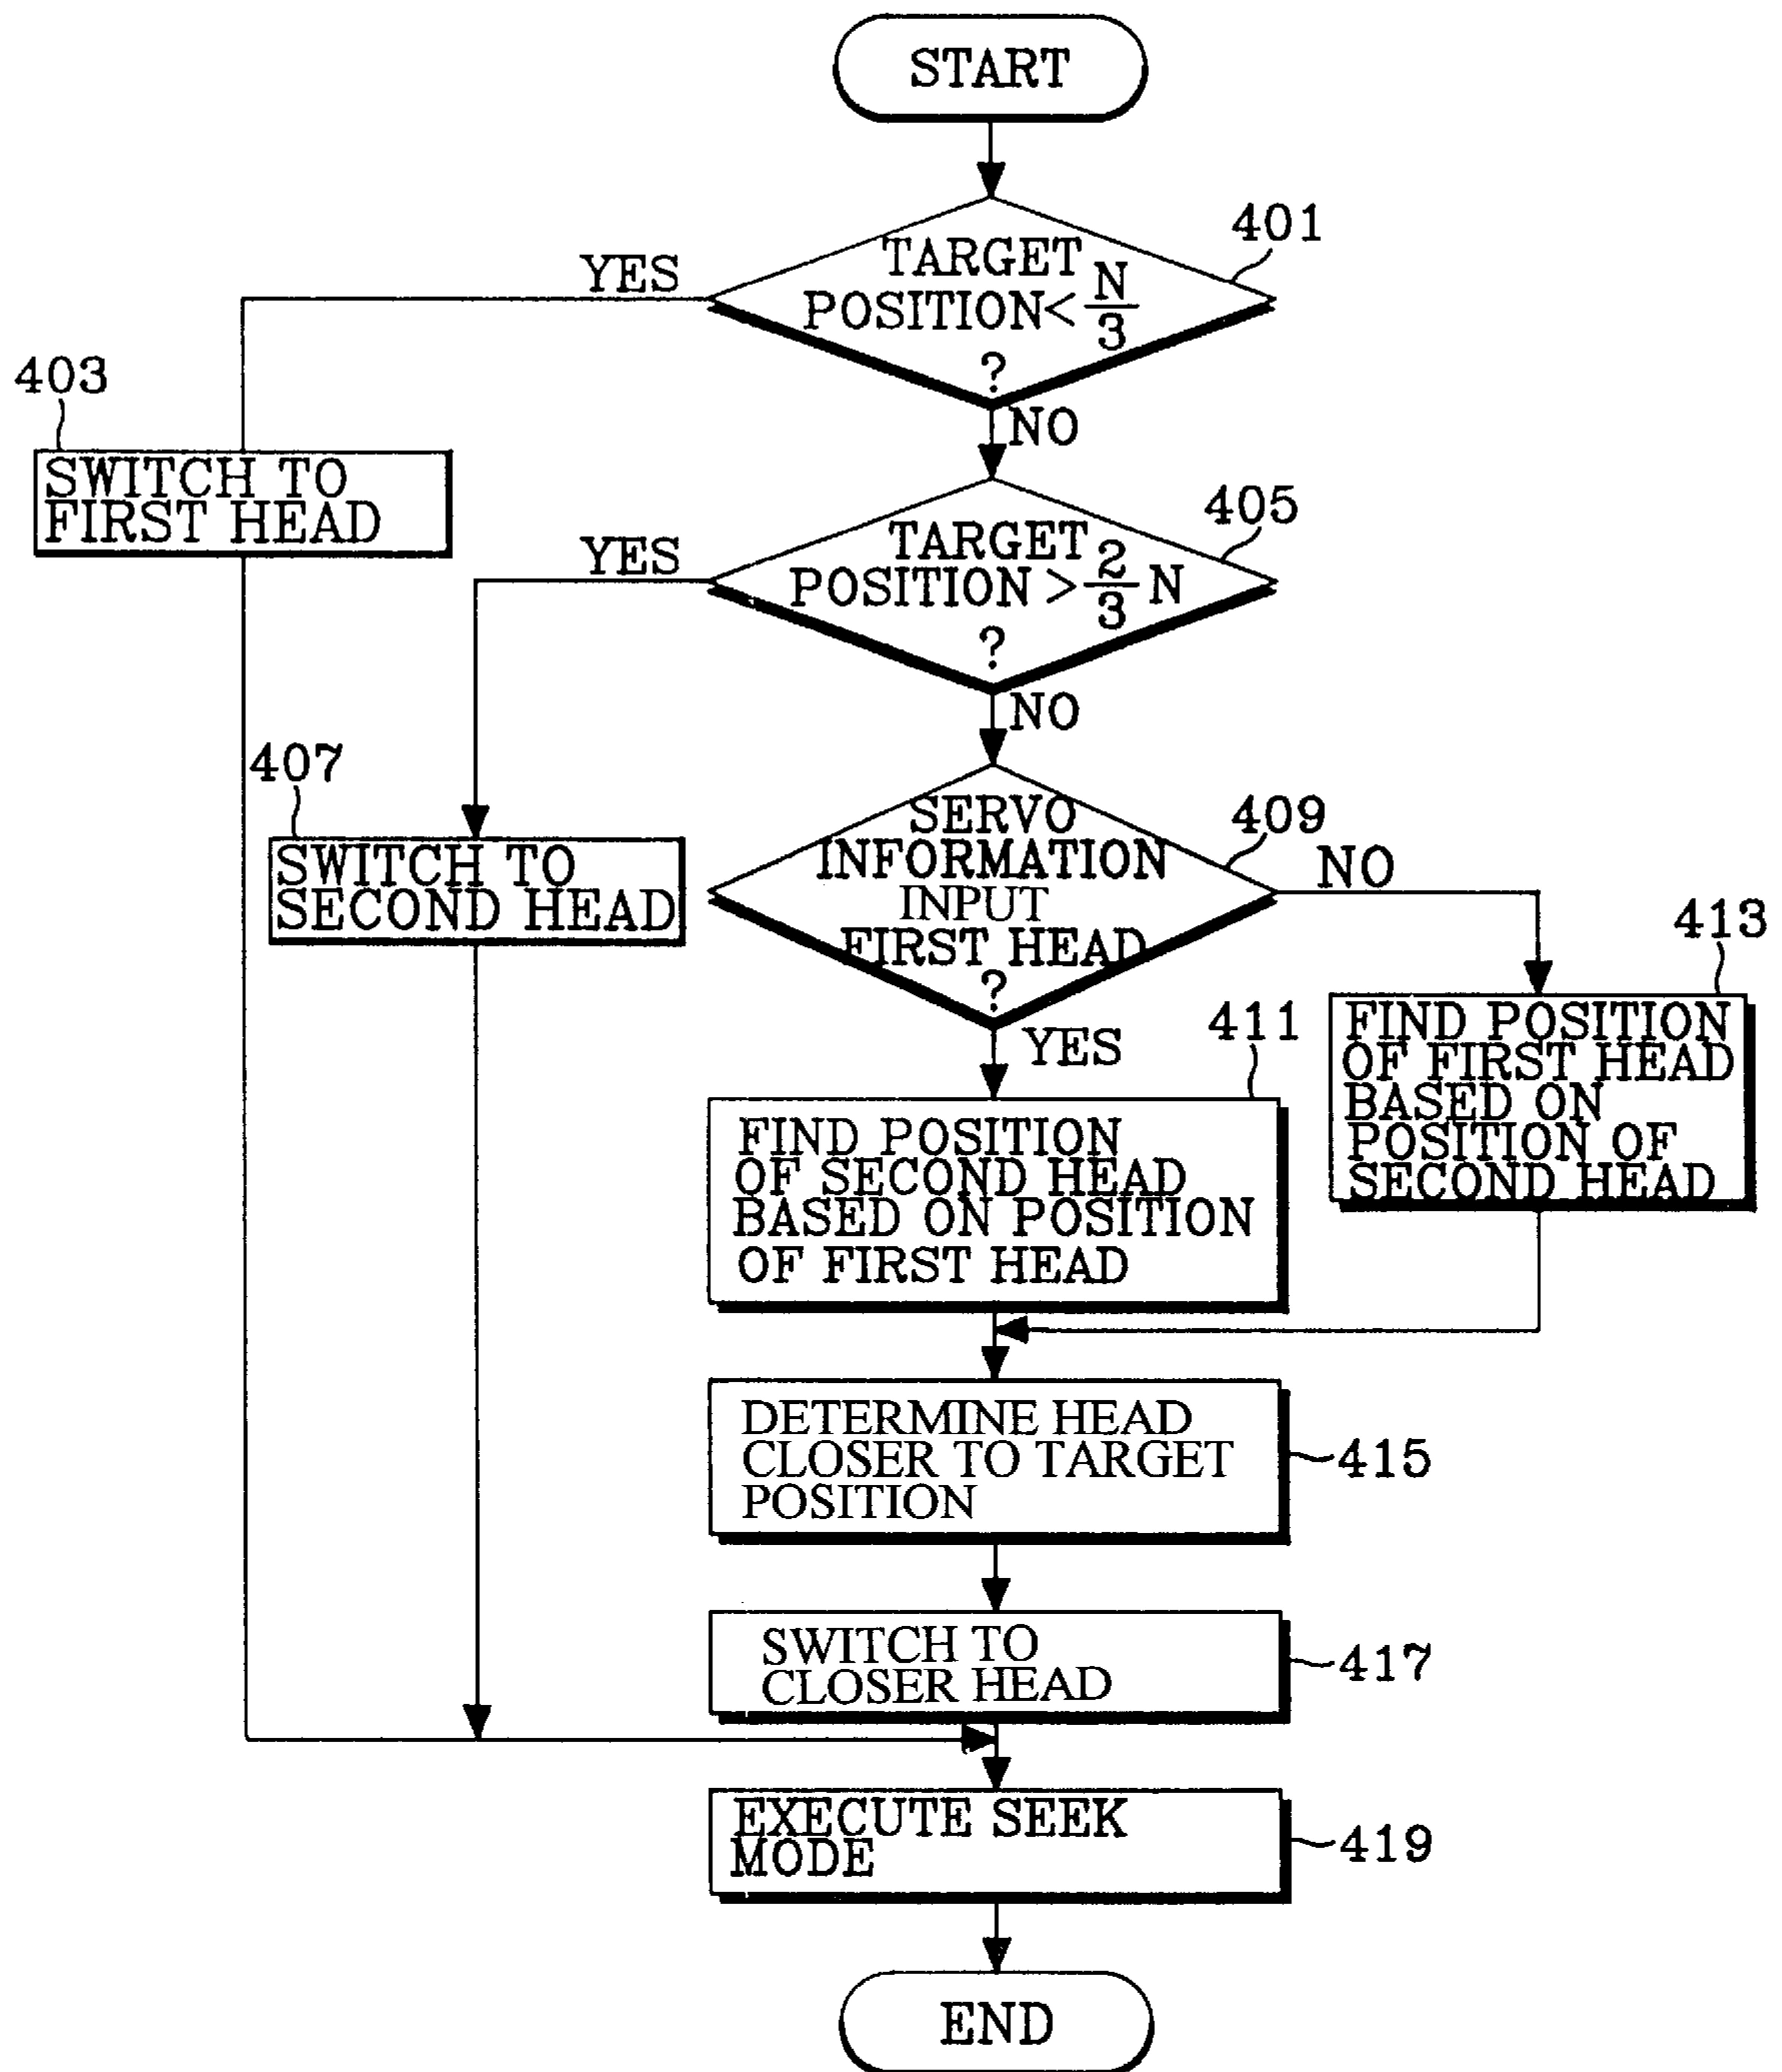 START
401
YES
TARGET
POSITION< N/3
?
NO
403
SWITCH TO
FIRST HEAD
405
YES
TARGET
POSITION > 2/3 N
?
NO
407
SWITCH TO
SECOND HEAD
409
SERVO
INFORMATION
INPUT
FIRST HEAD
?
NO
YES
413
FIND POSITION
OF FIRST HEAD
BASED ON
POSITION OF
SECOND HEAD
411
FIND POSITION
OF SECOND HEAD
BASED ON POSITION
OF FIRST HEAD
DETERMINE HEAD
CLOSER TO TARGET
POSITION
415
SWITCH TO
CLOSER HEAD
417
EXECUTE SEEK
MODE
419
END